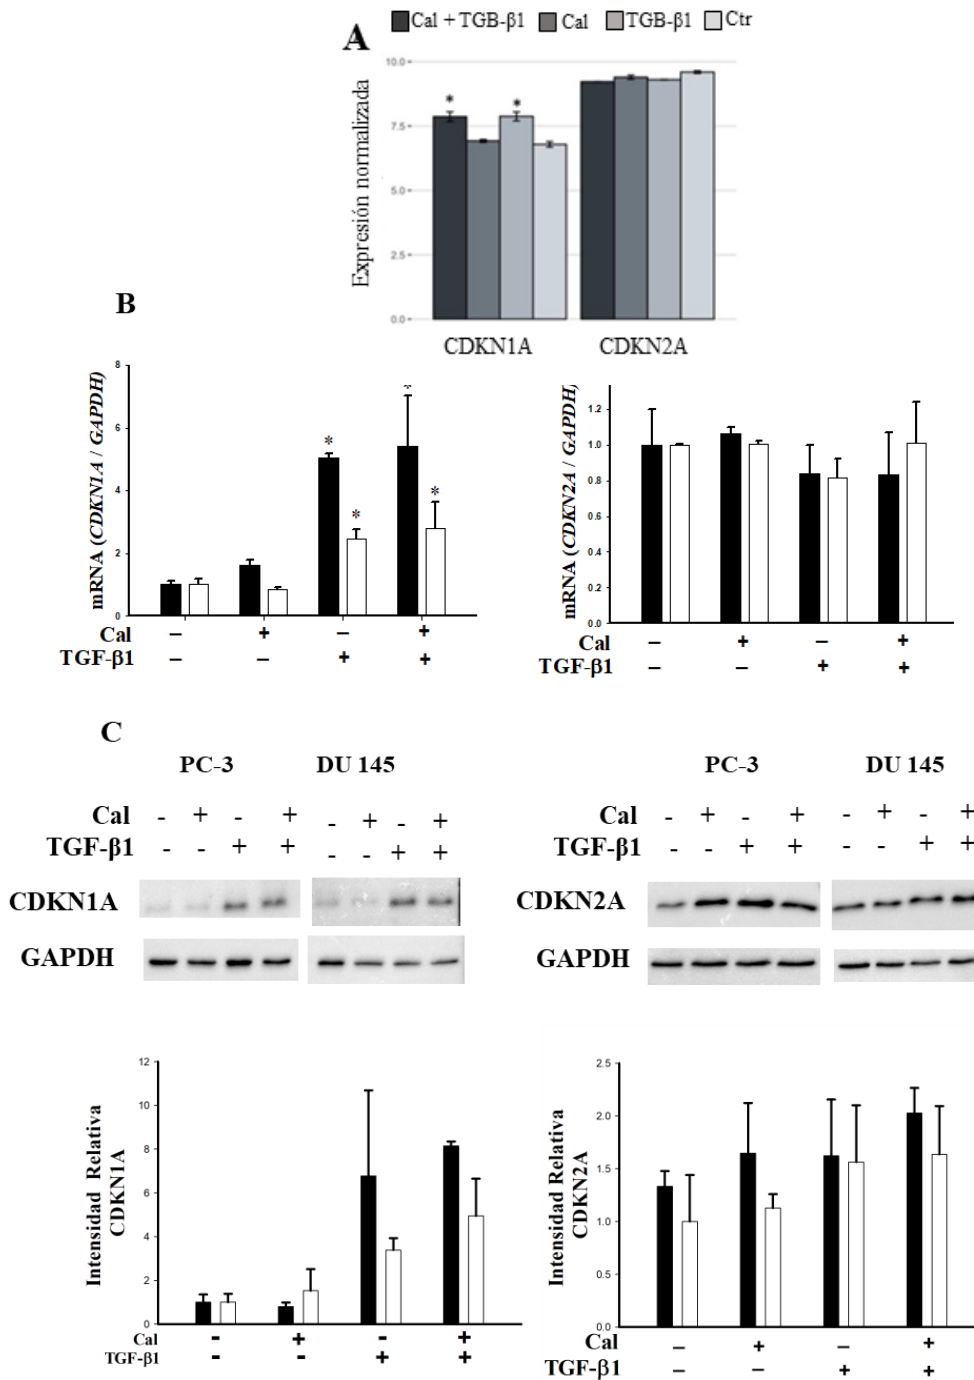 Cal + TGB-β1 Cal TGB-β1 Ctr
A
Expresión normalizada
10.0
7.5
5.0
2.5
0.0
* *
CDKN1A CDKN2A
B
mRNA (CDKN1A / GAPDH)
8
6
4
2
0
* * * *
Cal – + – +
TGF-β1 – – + +
mRNA (CDKN2A / GAPDH)
1.2
1.0
0.8
0.6
0.4
0.2
0.0
Cal – + – +
TGF-β1 – – + +
C
PC-3 DU 145
Cal - + - + - + - +
TGF-β1 - - + + - - + +
CDKN1A
GAPDH
PC-3 DU 145
Cal - + - + - + - +
TGF-β1 - - + + - - + +
CDKN2A
GAPDH
Intensidad Relativa
CDKN1A
12
10
8
6
4
2
0
Cal - + - +
TGF-β1 - - + +
Intensidad Relativa
CDKN2A
2.5
2.0
1.5
1.0
0.5
0.0
Cal – + – +
TGF-β1 – – + +